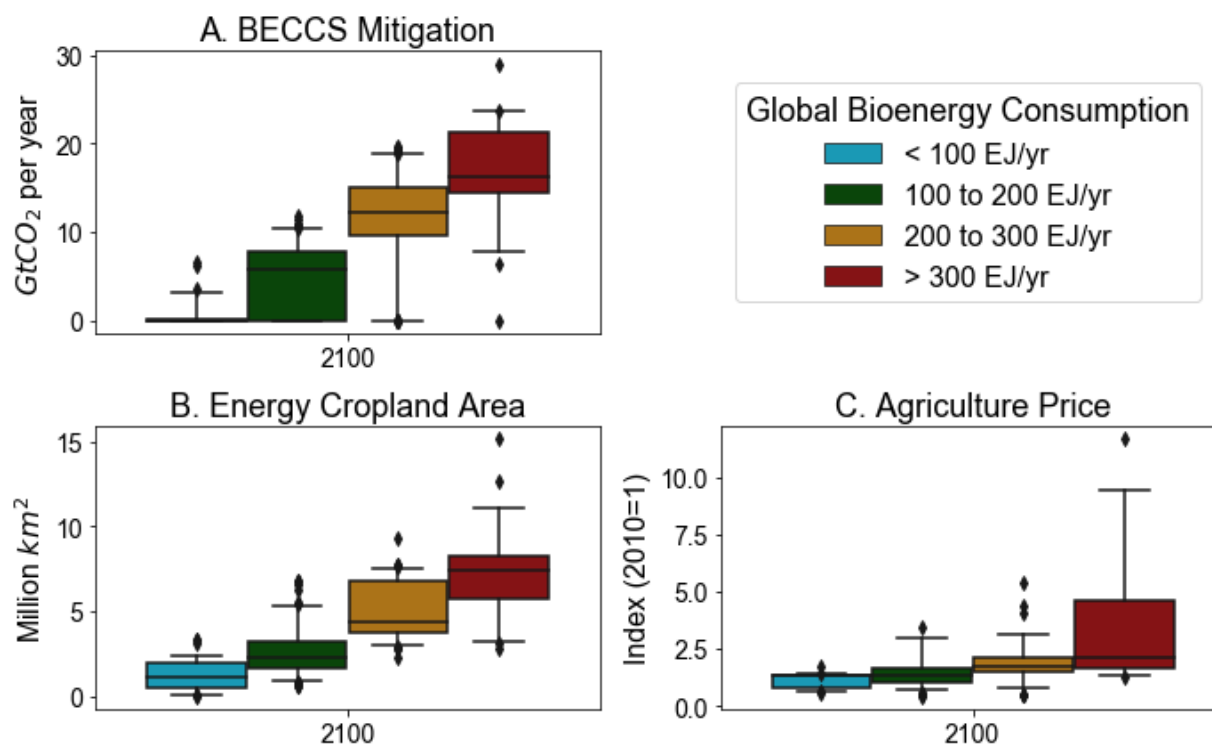 A. BECCS Mitigation
30
20
10
0
GtCO₂ per year
2100
Global Bioenergy Consumption
< 100 EJ/yr
100 to 200 EJ/yr
200 to 300 EJ/yr
> 300 EJ/yr
B. Energy Cropland Area
15
10
5
0
Million km²
2100
C. Agriculture Price
10.0
7.5
5.0
2.5
0.0
Index (2010=1)
2100